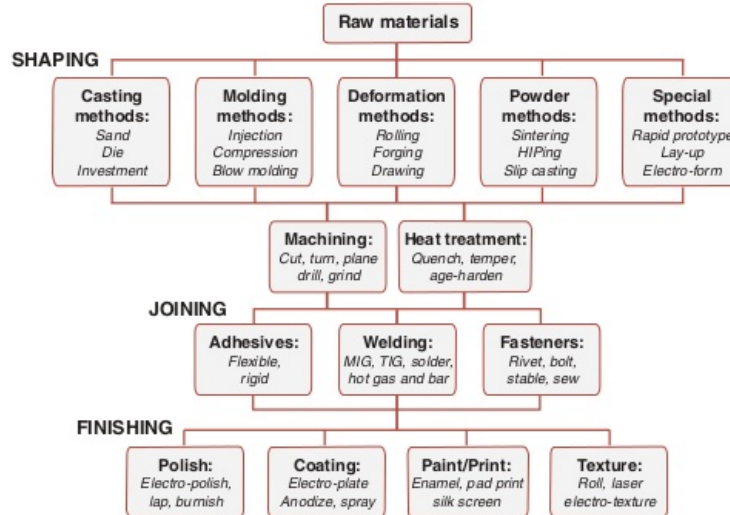 Raw materials
SHAPING
Casting
methods:
Sand
Die
Investment
Molding
methods:
Injection
Compression
Blow molding
Deformation
methods:
Rolling
Forging
Drawing
Powder
methods:
Sintering
HIPing
Slip casting
Special
methods:
Rapid prototype
Lay-up
Electro-form
Machining:
Cut, turn, plane
drill, grind
Heat treatment:
Quench, temper,
age-harden
JOINING
Adhesives:
Flexible,
rigid
Welding:
MIG, TIG, solder,
hot gas and bar
Fasteners:
Rivet, bolt,
stable, sew
FINISHING
Polish:
Electro-polish,
lap, burnish
Coating:
Electro-plate
Anodize, spray
Paint/Print:
Enamel, pad print
silk screen
Texture:
Roll, laser
electro-texture